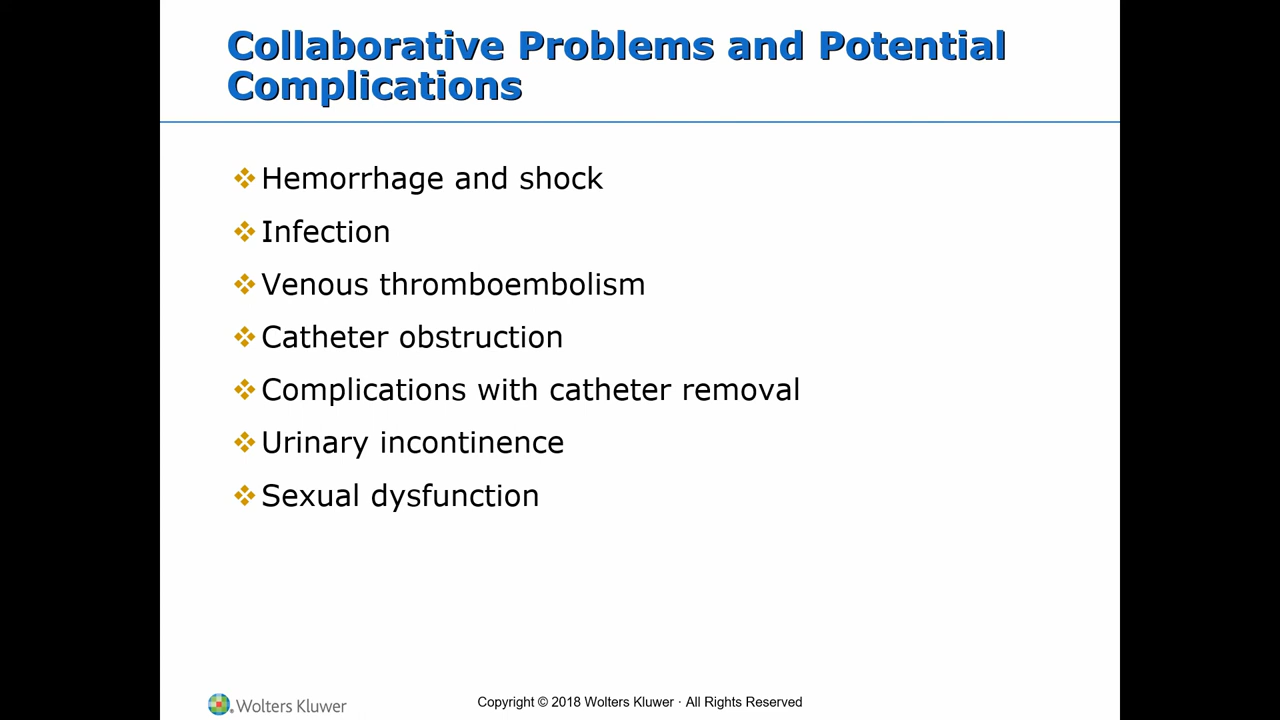 Collaborative Problems and Potential
Complications
Hemorrhage and shock
Infection
Venous thromboembolism
Catheter obstruction
Complications with catheter removal
Urinary incontinence
Sexual dysfunction
Wolters Kluwer
Copyright © 2018 Wolters Kluwer · All Rights Reserved